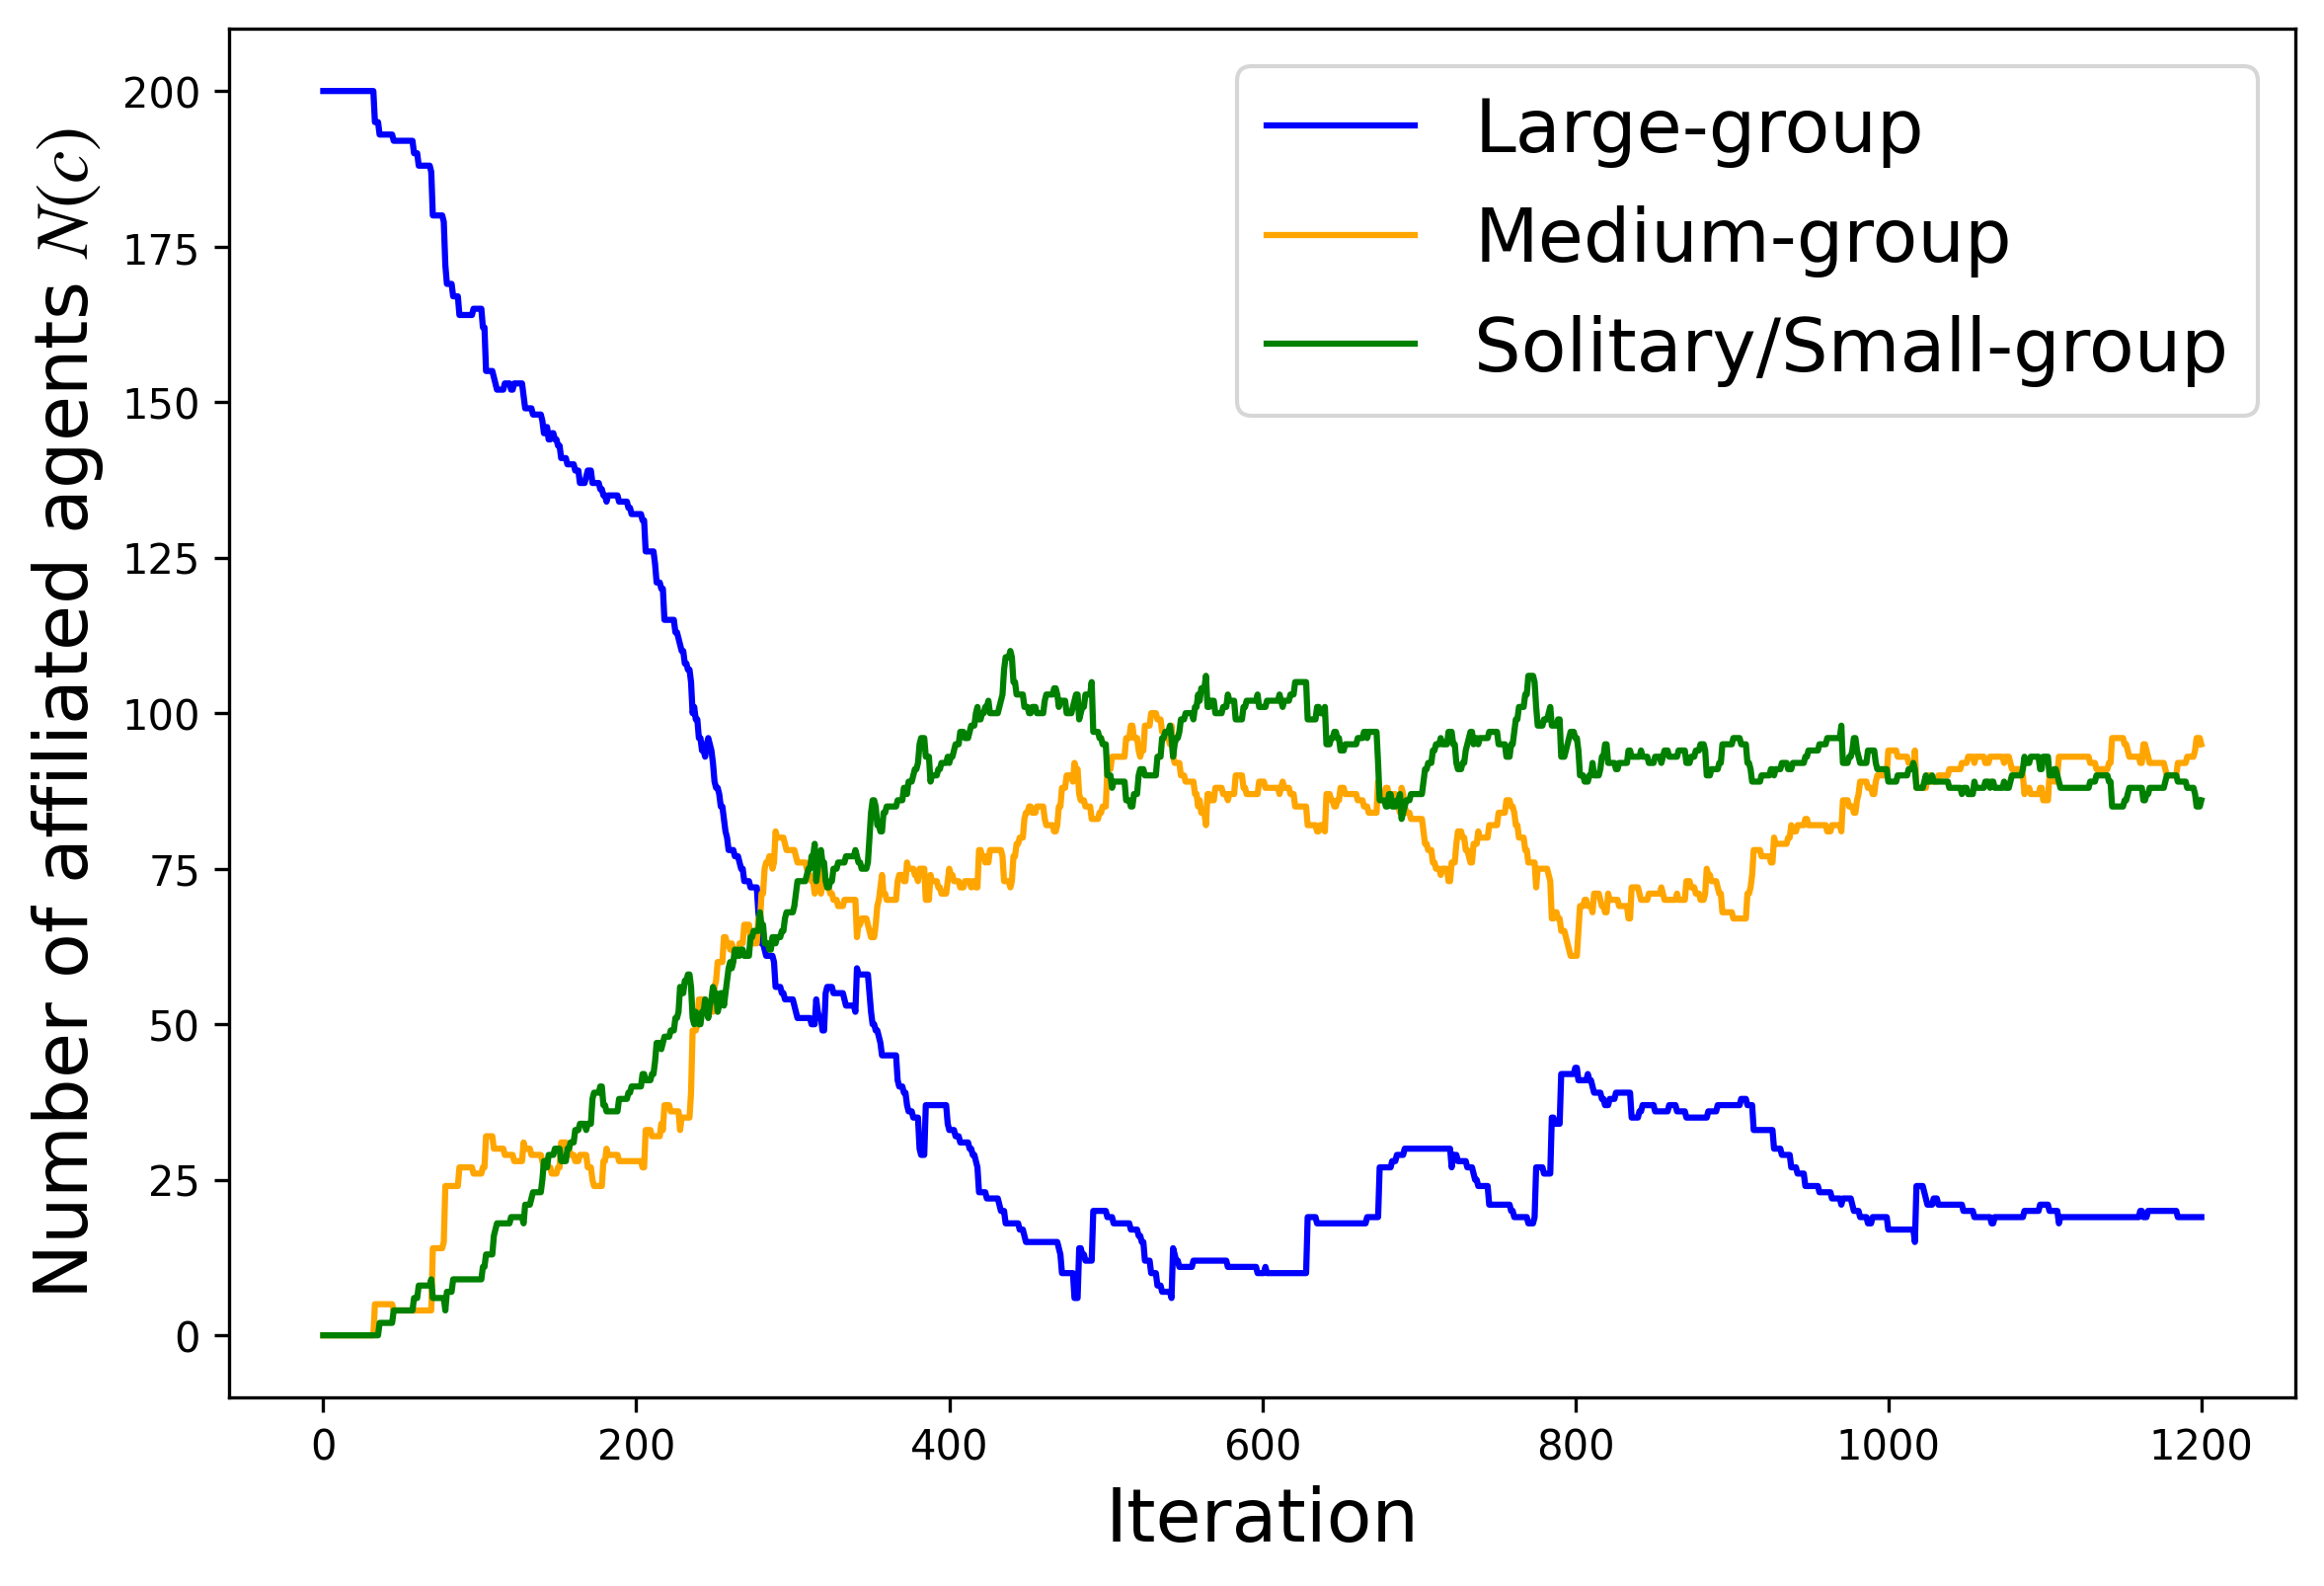 Number of affiliated agents N(c)
200
175
150
125
100
75
50
25
0
Large-group
Medium-group
Solitary/Small-group
0 200 400 600 800 1000 1200
Iteration